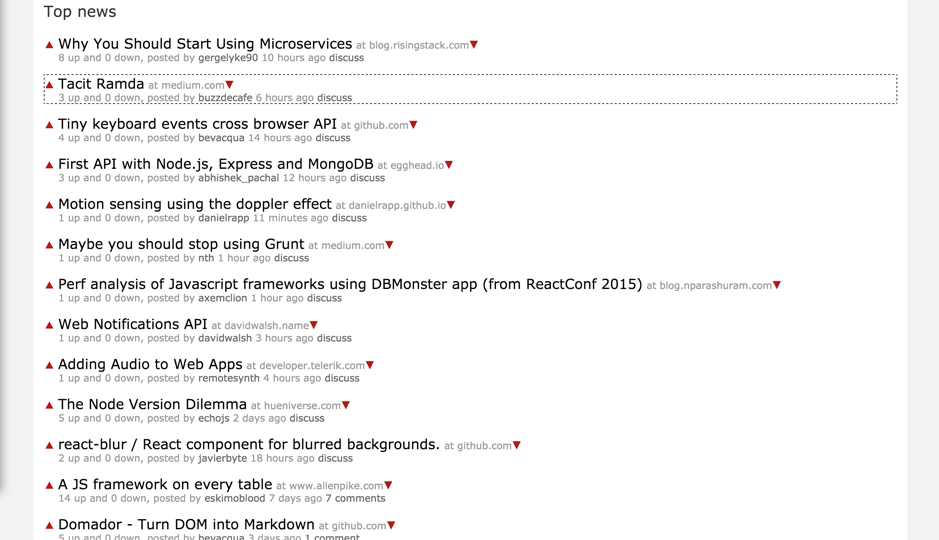 Top news
▲ Why You Should Start Using Microservices at blog.risingstack.com▼
8 up and 0 down, posted by gergelyke90 10 hours ago discuss
▲ Tacit Ramda at medium.com▼
3 up and 0 down, posted by buzzdecafe 6 hours ago discuss
▲ Tiny keyboard events cross browser API at github.com▼
4 up and 0 down, posted by bevacqua 14 hours ago discuss
▲ First API with Node.js, Express and MongoDB at egghead.io▼
3 up and 0 down, posted by abhishek_pachal 12 hours ago discuss
▲ Motion sensing using the doppler effect at danielrapp.github.io▼
1 up and 0 down, posted by danielrapp 11 minutes ago discuss
▲ Maybe you should stop using Grunt at medium.com▼
1 up and 0 down, posted by nth 1 hour ago discuss
▲ Perf analysis of Javascript frameworks using DBMonster app (from ReactConf 2015) at blog.nparashuram.com▼
1 up and 0 down, posted by axemclion 1 hour ago discuss
▲ Web Notifications API at davidwalsh.name▼
1 up and 0 down, posted by davidwalsh 3 hours ago discuss
▲ Adding Audio to Web Apps at developer.telerik.com▼
1 up and 0 down, posted by remotesynth 4 hours ago discuss
▲ The Node Version Dilemma at hueniverse.com▼
5 up and 0 down, posted by echojs 2 days ago discuss
▲ react-blur / React component for blurred backgrounds. at github.com▼
2 up and 0 down, posted by javierbyte 18 hours ago discuss
▲ A JS framework on every table at www.allenpike.com▼
14 up and 0 down, posted by eskimoblood 7 days ago 7 comments
▲ Domador - Turn DOM into Markdown at github.com▼
5 up and 0 down, posted by bevacqua 3 days ago 1 comment